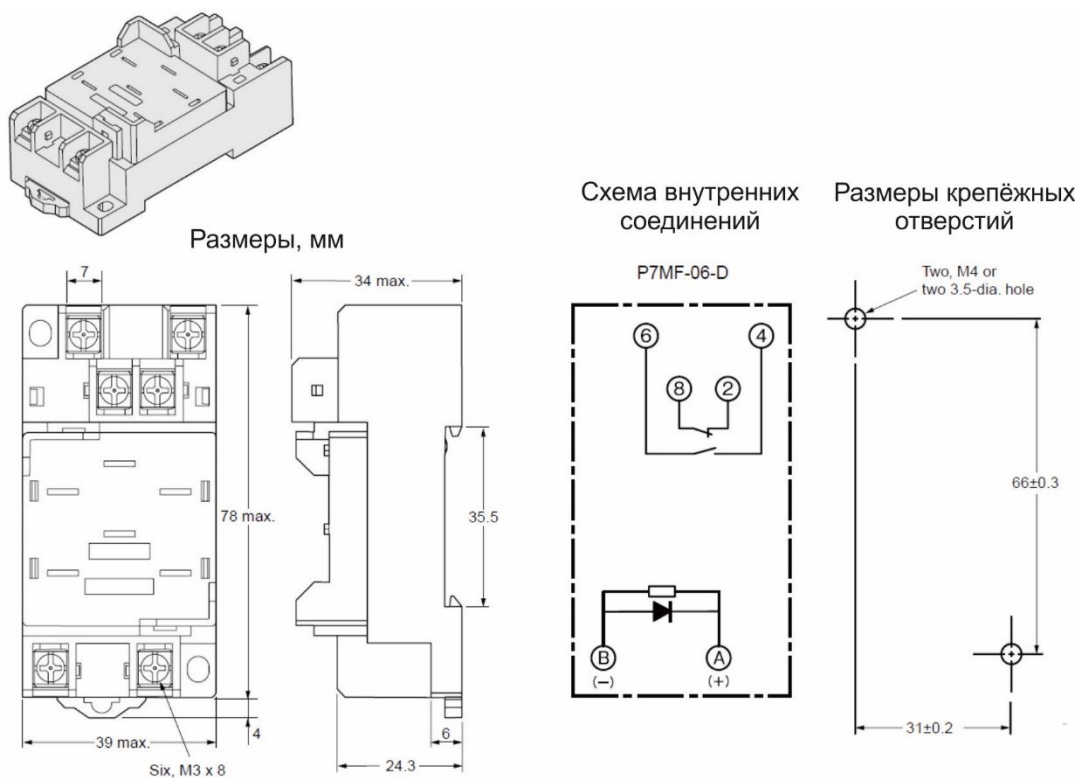 Размеры, мм
7
34 max.
78 max.
35.5
39 max.
4
6
24.3
Six, M3 x 8
Схема внутренних
соединений
P7MF-06-D
6
4
8
2
B
A
(–)
(+)
Размеры крепёжных
отверстий
Two, M4 or
two 3.5-dia. hole
66±0.3
31±0.2